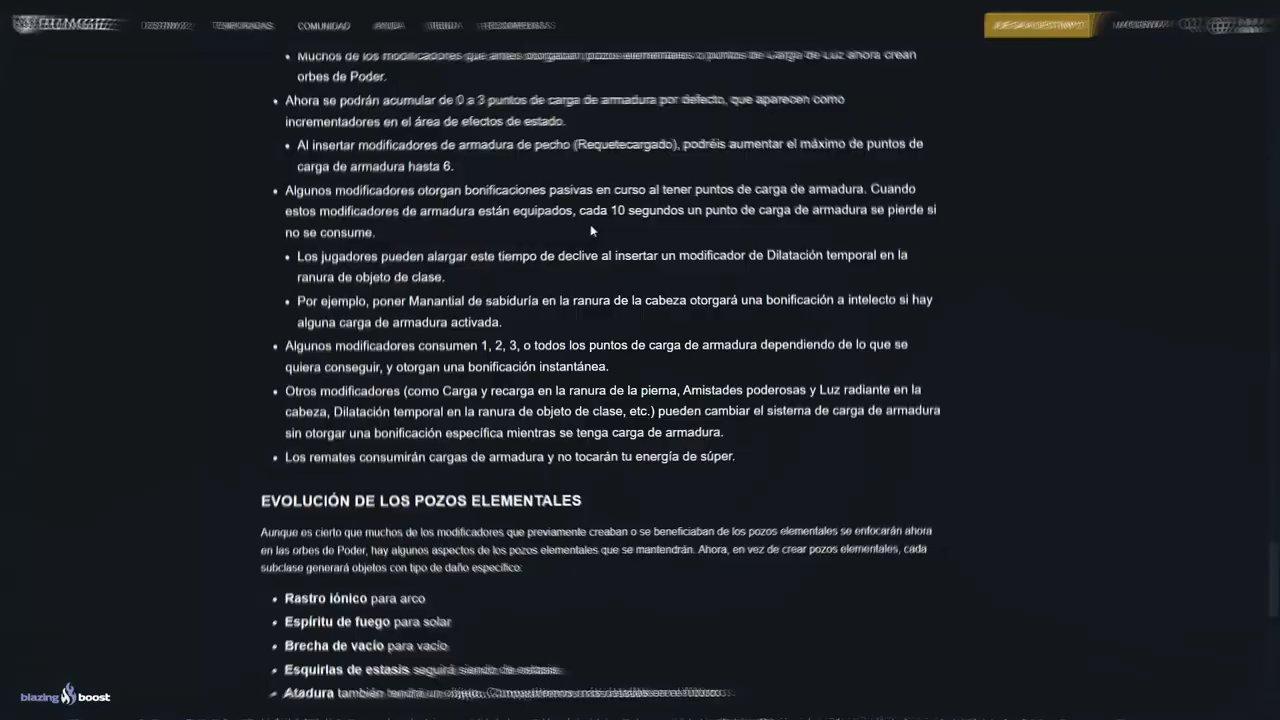 COMUNIDAD
Muchos de los modificadores que antes otorgaban pozos elementales o puntos de Carga de Luz ahora crean
orbes de Poder.
Ahora se podrán acumular de 0 a 3 puntos de carga de armadura por defecto, que aparecen como
incrementadores en el área de efectos de estado.
Al insertar modificadores de armadura de pecho (Requetecargado), podréis aumentar el máximo de puntos de
carga de armadura hasta 6.
Algunos modificadores otorgan bonificaciones pasivas en curso al tener puntos de carga de armadura. Cuando
estos modificadores de armadura están equipados, cada 10 segundos un punto de carga de armadura se pierde si
no se consume.
Los jugadores pueden alargar este tiempo de declive al insertar un modificador de Dilatación temporal en la
ranura de objeto de clase.
Por ejemplo, poner Manantial de sabiduría en la ranura de la cabeza otorgará una bonificación a intelecto si hay
alguna carga de armadura activada.
Algunos modificadores consumen 1, 2, 3, o todos los puntos de carga de armadura dependiendo de lo que se
quiera conseguir, y otorgan una bonificación instantánea.
Otros modificadores (como Carga y recarga en la ranura de la pierna, Amistades poderosas y Luz radiante en la
cabeza, Dilatación temporal en la ranura de objeto de clase, etc.) pueden cambiar el sistema de carga de armadura
sin otorgar una bonificación específica mientras se tenga carga de armadura.
Los remates consumirán cargas de armadura y no tocarán tu energía de súper.
EVOLUCIÓN DE LOS POZOS ELEMENTALES
Aunque es cierto que muchos de los modificadores que previamente creaban o se beneficiaban de los pozos elementales se enfocarán ahora
en las orbes de Poder, hay algunos aspectos de los pozos elementales que se mantendrán. Ahora, en vez de crear pozos elementales, cada
subclase generará objetos con tipo de daño específico:
Rastro iónico para arco
Espíritu de fuego para solar
Brecha de vacío para vacío
Esquirlas de estasis seguirá siendo de estasis.
Atadura también tendrá un objeto. Compartiremos más detalles en el futuro.
blazing boost